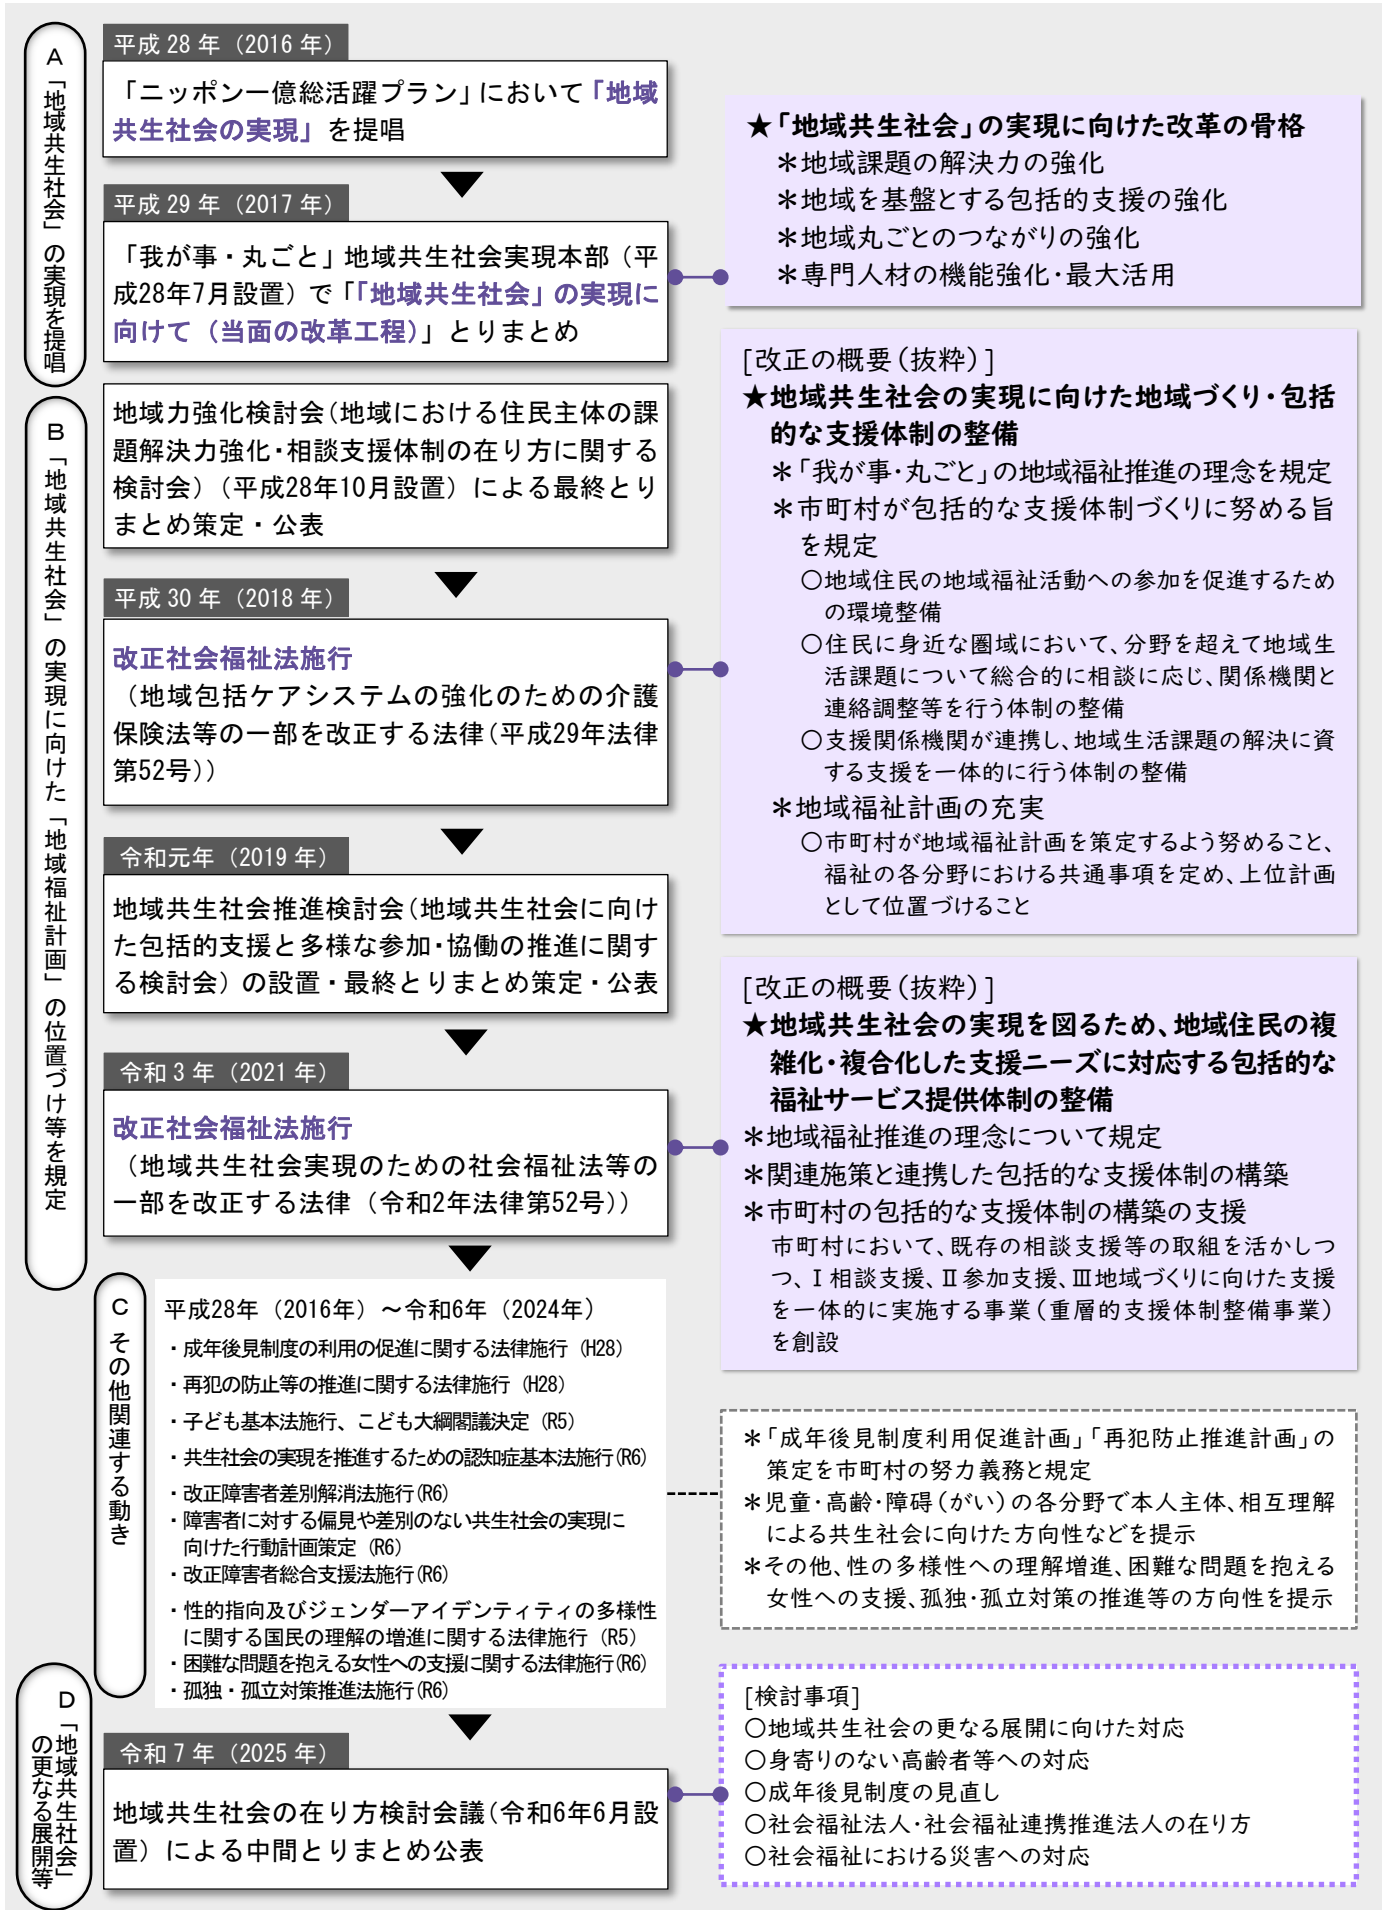 A「地域共生社会」の実現を提唱
平成 28 年（2016 年）
「ニッポン一億総活躍プラン」において「地域
共生社会の実現」を提唱
平成 29 年（2017 年）
「我が事・丸ごと」地域共生社会実現本部（平
成28年7月設置）で「「地域共生社会」の実現に
向けて（当面の改革工程）」とりまとめ
★「地域共生社会」の実現に向けた改革の骨格
＊地域課題の解決力の強化
＊地域を基盤とする包括的支援の強化
＊地域丸ごとのつながりの強化
＊専門人材の機能強化・最大活用
B「地域共生社会」の実現に向けた「地域福祉計画」の位置づけ等を規定
地域力強化検討会（地域における住民主体の課
題解決力強化・相談支援体制の在り方に関する
検討会）（平成28年10月設置）による最終とり
まとめ策定・公表
平成 30 年（2018 年）
改正社会福祉法施行
（地域包括ケアシステムの強化のための介護
保険法等の一部を改正する法律（平成29年法律
第52号））
［改正の概要（抜粋）］
★地域共生社会の実現に向けた地域づくり・包括
的な支援体制の整備
＊「我が事・丸ごと」の地域福祉推進の理念を規定
＊市町村が包括的な支援体制づくりに努める旨
を規定
〇地域住民の地域福祉活動への参加を促進するため
の環境整備
〇住民に身近な圏域において、分野を超えて地域生
活課題について総合的に相談に応じ、関係機関と
連絡調整等を行う体制の整備
〇支援関係機関が連携し、地域生活課題の解決に資
する支援を一体的に行う体制の整備
＊地域福祉計画の充実
〇市町村が地域福祉計画を策定するよう努めること、
福祉の各分野における共通事項を定め、上位計画
として位置づけること
令和元年（2019 年）
地域共生社会推進検討会（地域共生社会に向け
た包括的支援と多様な参加・協働の推進に関す
る検討会）の設置・最終とりまとめ策定・公表
令和 3 年（2021 年）
改正社会福祉法施行
（地域共生社会実現のための社会福祉法等の
一部を改正する法律（令和2年法律第52号））
［改正の概要（抜粋）］
★地域共生社会の実現を図るため、地域住民の複
雑化・複合化した支援ニーズに対応する包括的な
福祉サービス提供体制の整備
＊地域福祉推進の理念について規定
＊関連施策と連携した包括的な支援体制の構築
＊市町村の包括的な支援体制の構築の支援
市町村において、既存の相談支援等の取組を活かしつ
つ、Ⅰ相談支援、Ⅱ参加支援、Ⅲ地域づくりに向けた支援
を一体的に実施する事業（重層的支援体制整備事業）
を創設
C その他関連する動き
平成28年（2016年）～令和6年（2024年）
・成年後見制度の利用の促進に関する法律施行（H28）
・再犯の防止等の推進に関する法律施行（H28）
・子ども基本法施行、こども大綱閣議決定（R5）
・共生社会の実現を推進するための認知症基本法施行（R6）
・改正障害者差別解消法施行（R6）
・障害者に対する偏見や差別のない共生社会の実現に
向けた行動計画策定（R6）
・改正障害者総合支援法施行（R6）
・性的指向及びジェンダーアイデンティティの多様性
に関する国民の理解の増進に関する法律施行（R5）
・困難な問題を抱える女性への支援に関する法律施行（R6）
・孤独・孤立対策推進法施行（R6）
＊「成年後見制度利用促進計画」「再犯防止推進計画」の
策定を市町村の努力義務と規定
＊児童・高齢・障碍（がい）の各分野で本人主体、相互理解
による共生社会に向けた方向性などを提示
＊その他、性の多様性への理解増進、困難な問題を抱える
女性への支援、孤独・孤立対策の推進等の方向性を提示
D「地域共生社会」
の更なる展開等
令和 7 年（2025 年）
地域共生社会の在り方検討会議（令和6年6月設
置）による中間とりまとめ公表
［検討事項］
〇地域共生社会の更なる展開に向けた対応
〇身寄りのない高齢者等への対応
〇成年後見制度の見直し
〇社会福祉法人・社会福祉連携推進法人の在り方
〇社会福祉における災害への対応